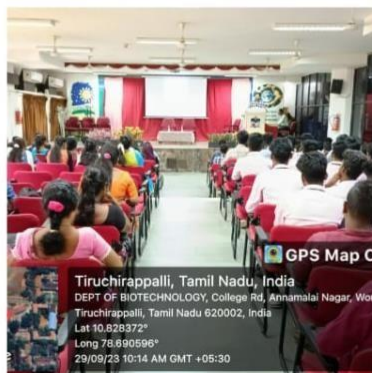 GPS Map C
Tiruchirappalli, Tamil Nadu, India
DEPT OF BIOTECHNOLOGY, College Rd, Annamalai Nagar, Wor
Tiruchirappalli, Tamil Nadu 620002, India
Lat 10.828372°
Long 78.690596°
29/09/23 10:14 AM GMT +05:30